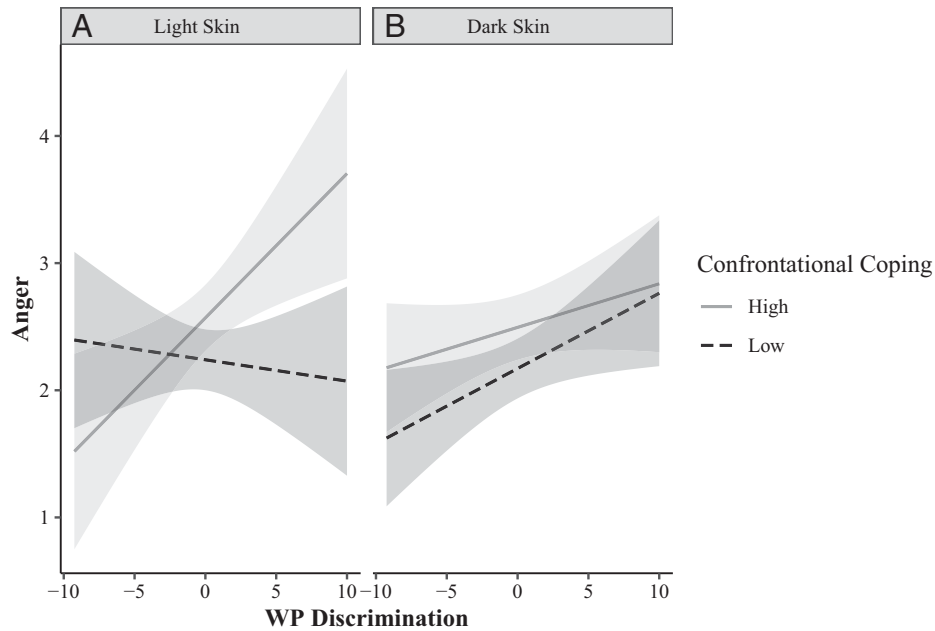 A Light Skin
B Dark Skin
Anger
4
3
2
1
−10 −5 0 5 10
−10 −5 0 5 10
WP Discrimination
Confrontational Coping
High
Low